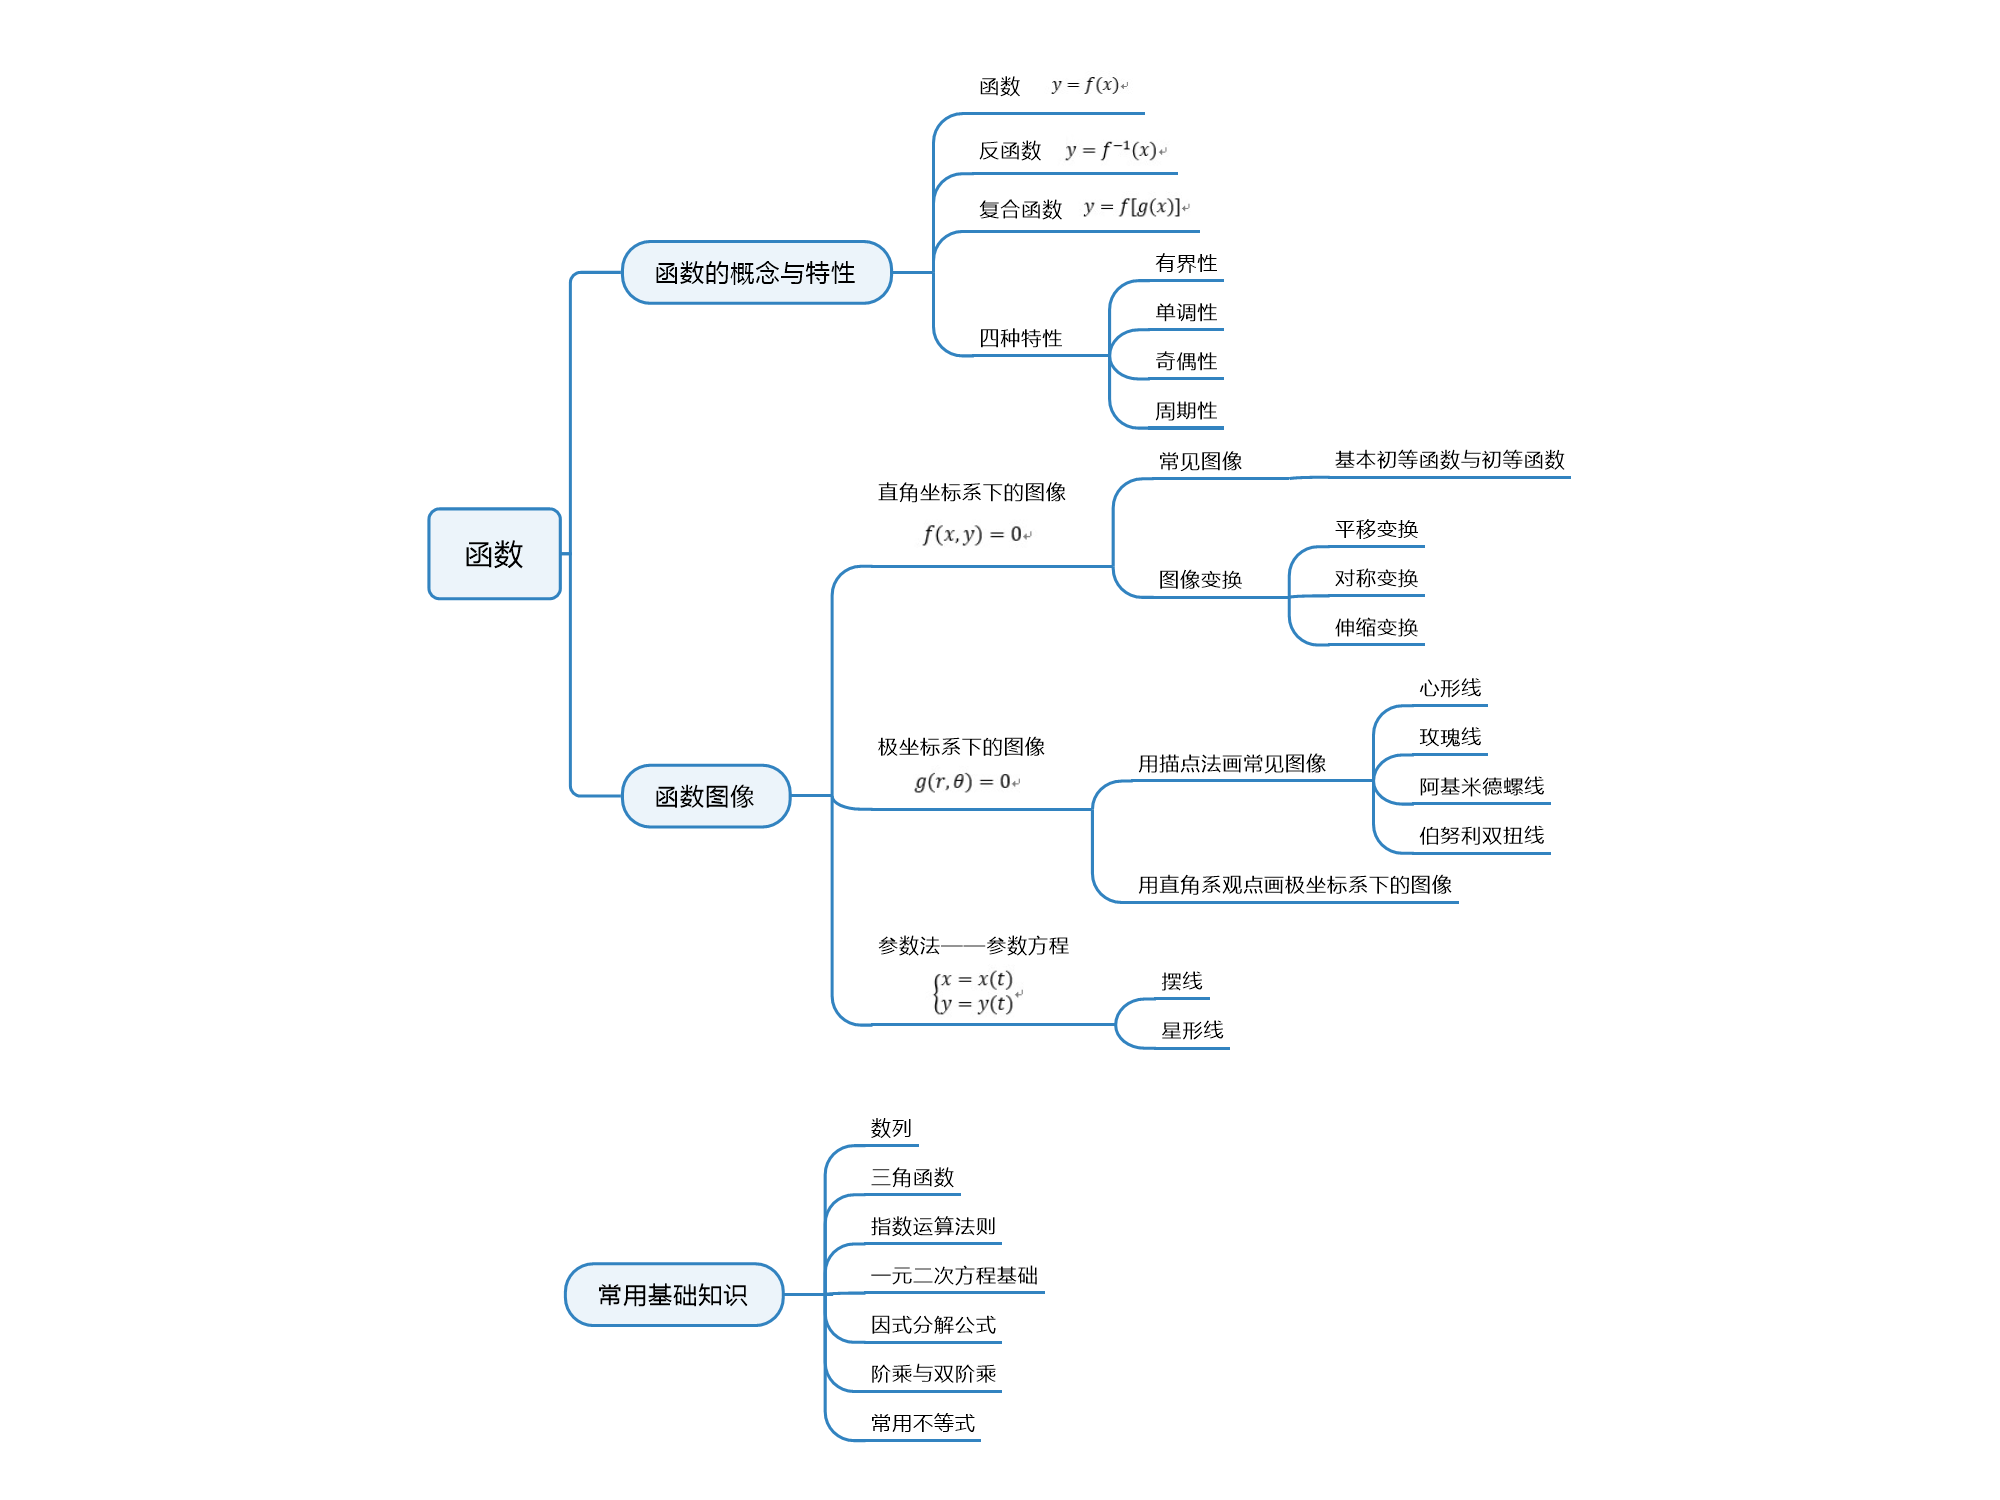 函数 y = f(x)
反函数 y = f⁻¹(x)
复合函数 y = f[g(x)]
函数的概念与特性
四种特性
有界性
单调性
奇偶性
周期性
函数
直角坐标系下的图像
f(x,y) = 0
常见图像
基本初等函数与初等函数
图像变换
平移变换
对称变换
伸缩变换
函数图像
极坐标系下的图像
g(r,θ) = 0
用描点法画常见图像
心形线
玫瑰线
阿基米德螺线
伯努利双扭线
用直角系观点画极坐标系下的图像
参数法——参数方程
{x = x(t)
y = y(t)
摆线
星形线
常用基础知识
数列
三角函数
指数运算法则
一元二次方程基础
因式分解公式
阶乘与双阶乘
常用不等式